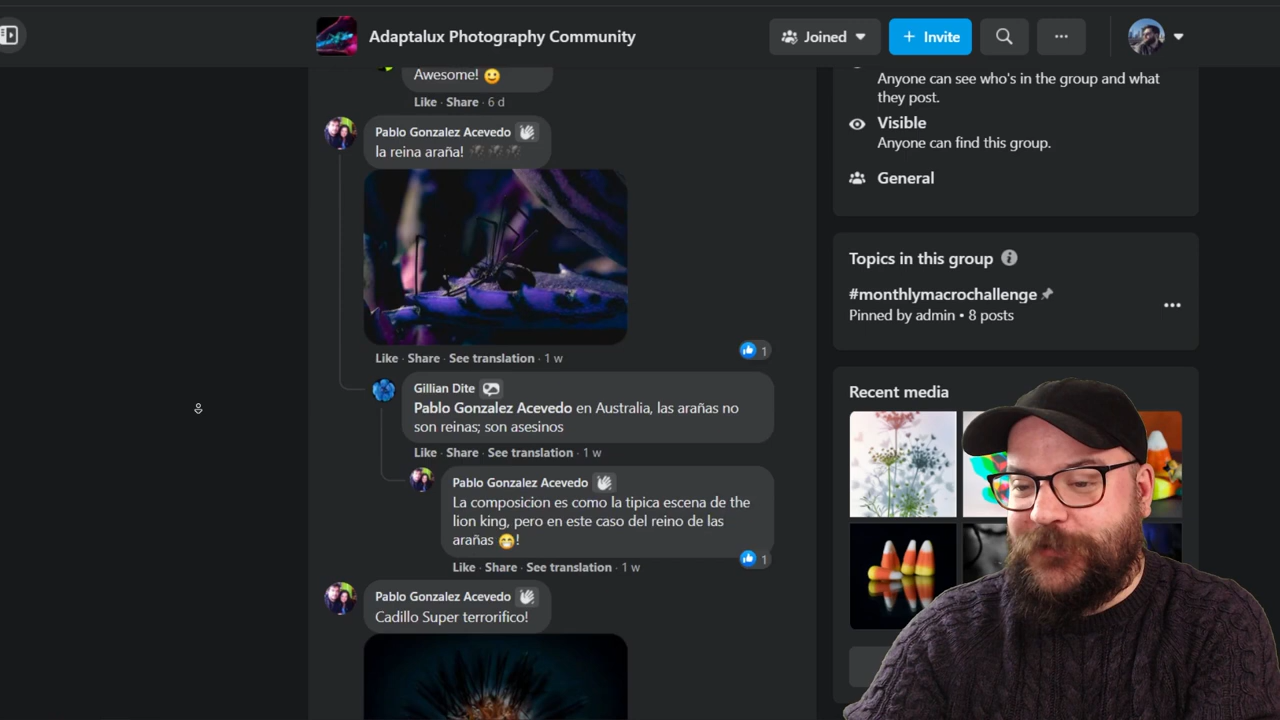 Adaptalux Photography Community
Joined
+ Invite
Awesome! 🙂
Like · Share · 6 d
Pablo Gonzalez Acevedo
la reina araña! 🕷🕷🕷
Like · Share · See translation · 1 w
1
Gillian Dite
Pablo Gonzalez Acevedo en Australia, las arañas no
son reinas; son asesinos
Like · Share · See translation · 1 w
Pablo Gonzalez Acevedo
La composicion es como la tipica escena de the
lion king, pero en este caso del reino de las
arañas 😁!
1
Like · Share · See translation · 1 w
Pablo Gonzalez Acevedo
Cadillo Super terrorifico!
Anyone can see who's in the group and what
they post.
Visible
Anyone can find this group.
General
Topics in this group
#monthlymacrochallenge
Pinned by admin • 8 posts
Recent media